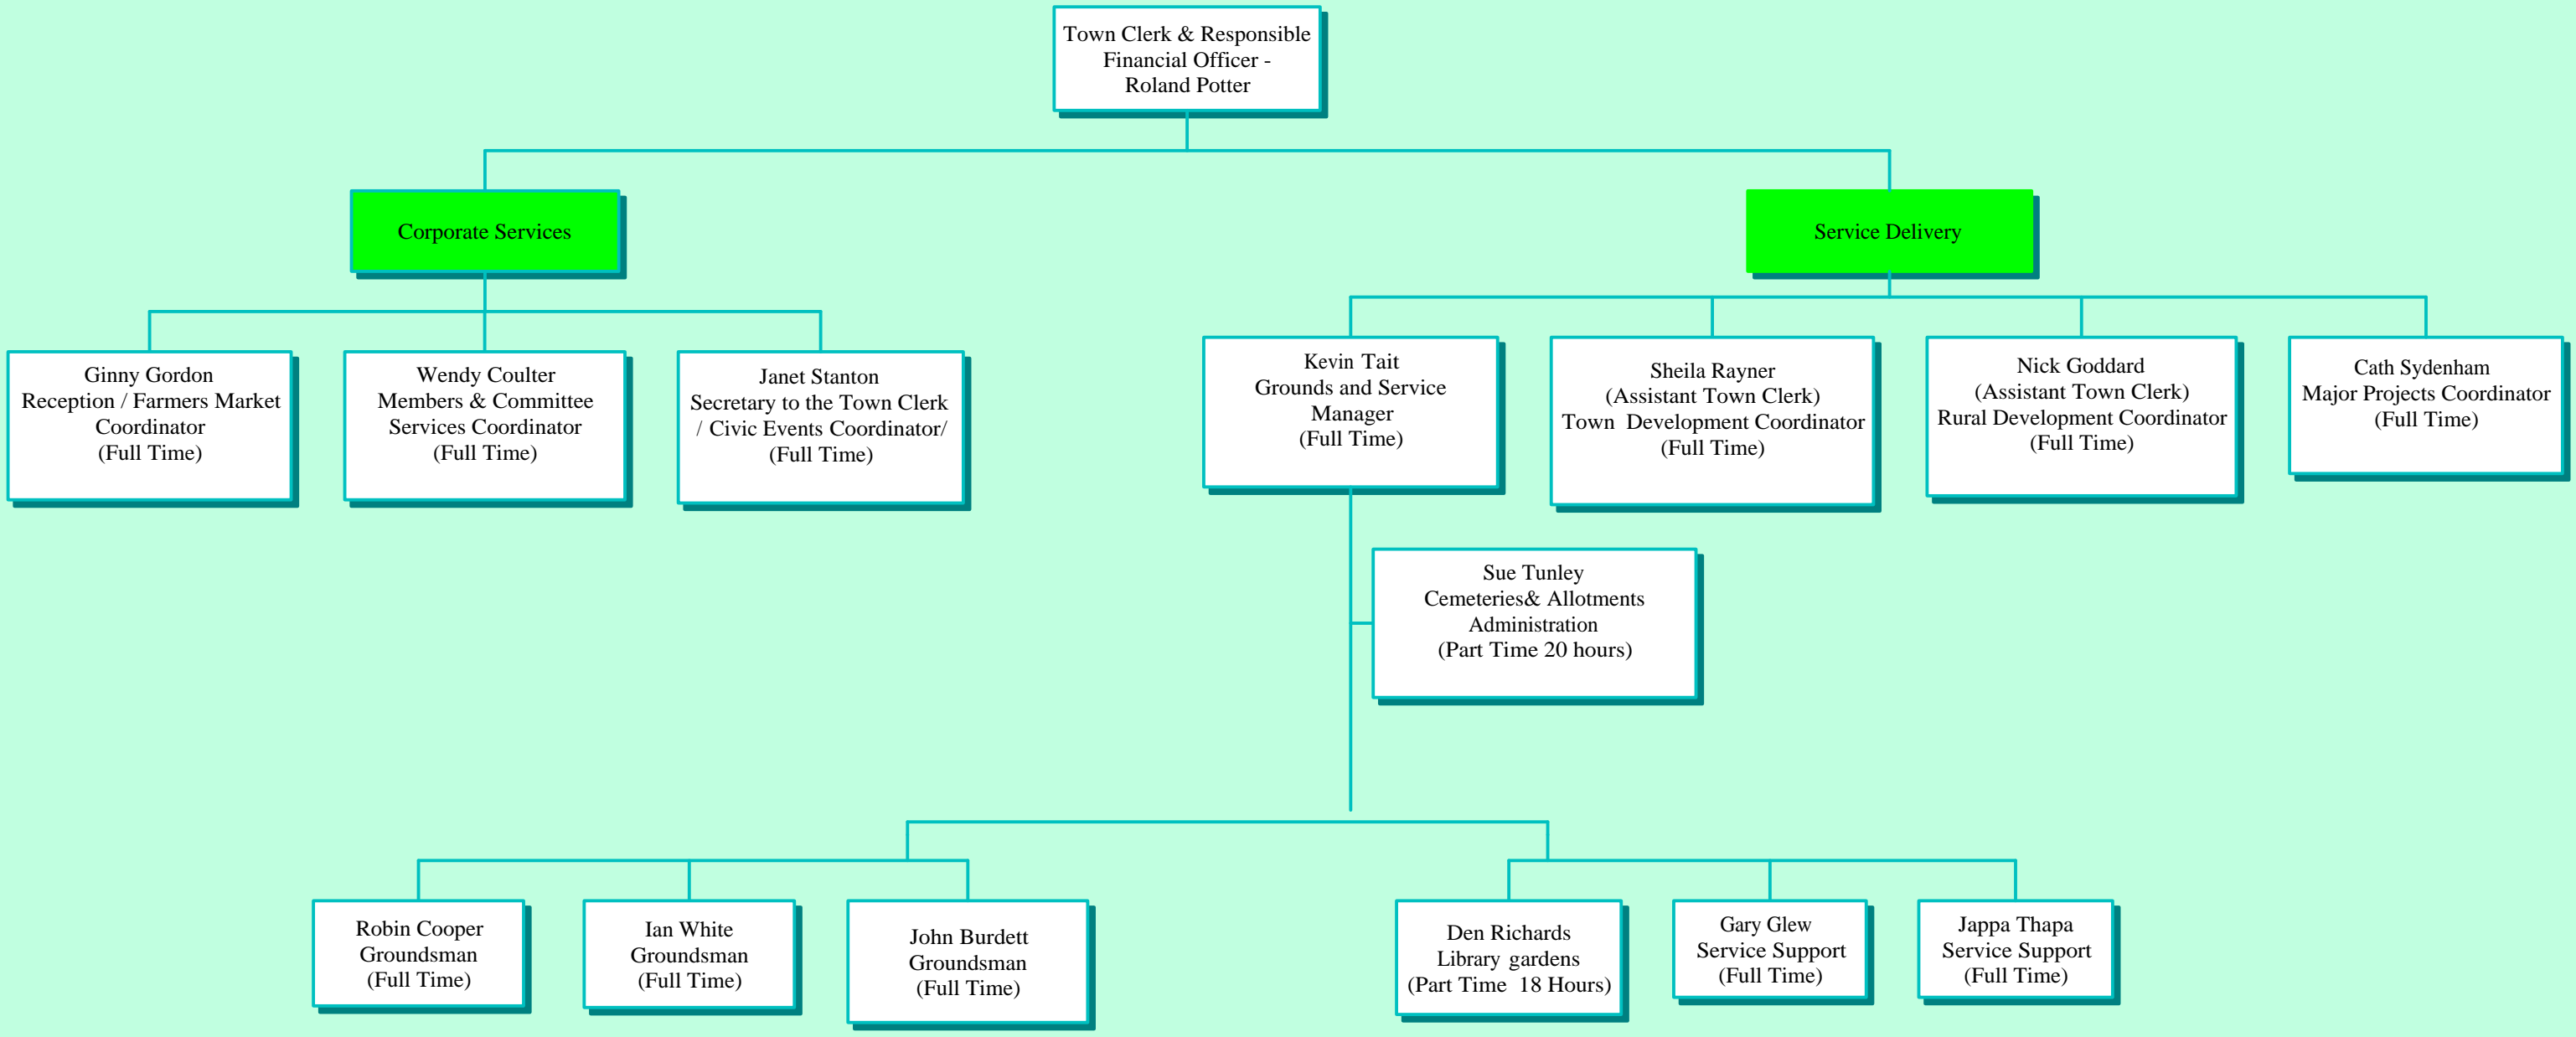 Town Clerk & Responsible
Financial Officer -
Roland Potter
Corporate Services
Service Delivery
Ginny Gordon
Reception / Farmers Market
Coordinator
(Full Time)
Wendy Coulter
Members & Committee
Services Coordinator
(Full Time)
Janet Stanton
Secretary to the Town Clerk
/ Civic Events Coordinator/
(Full Time)
Kevin Tait
Grounds and Service
Manager
(Full Time)
Sheila Rayner
(Assistant Town Clerk)
Town Development Coordinator
(Full Time)
Nick Goddard
(Assistant Town Clerk)
Rural Development Coordinator
(Full Time)
Cath Sydenham
Major Projects Coordinator
(Full Time)
Sue Tunley
Cemeteries& Allotments
Administration
(Part Time 20 hours)
Robin Cooper
Groundsman
(Full Time)
Ian White
Groundsman
(Full Time)
John Burdett
Groundsman
(Full Time)
Den Richards
Library gardens
(Part Time 18 Hours)
Gary Glew
Service Support
(Full Time)
Jappa Thapa
Service Support
(Full Time)